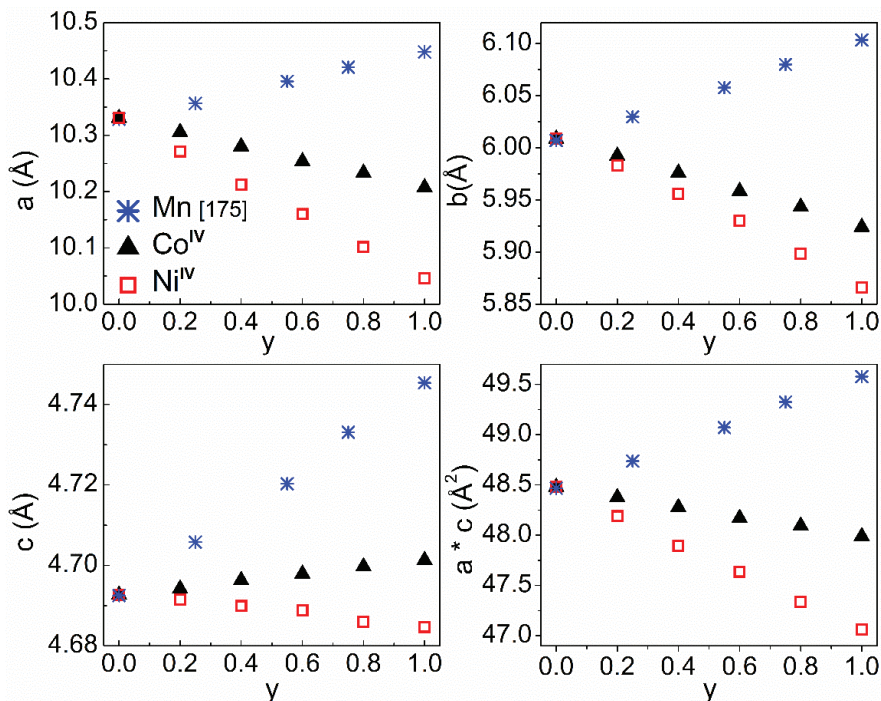 10.5
10.4
10.3
10.2
10.1
10.0
a (Å)
Mn [175]
Co^IV
Ni^IV
0.0 0.2 0.4 0.6 0.8 1.0
y
6.10
6.05
6.00
5.95
5.90
5.85
b(Å)
0.0 0.2 0.4 0.6 0.8 1.0
y
4.74
4.72
4.70
4.68
c (Å)
0.0 0.2 0.4 0.6 0.8 1.0
y
49.5
49.0
48.5
48.0
47.5
47.0
a * c (Å²)
0.0 0.2 0.4 0.6 0.8 1.0
y